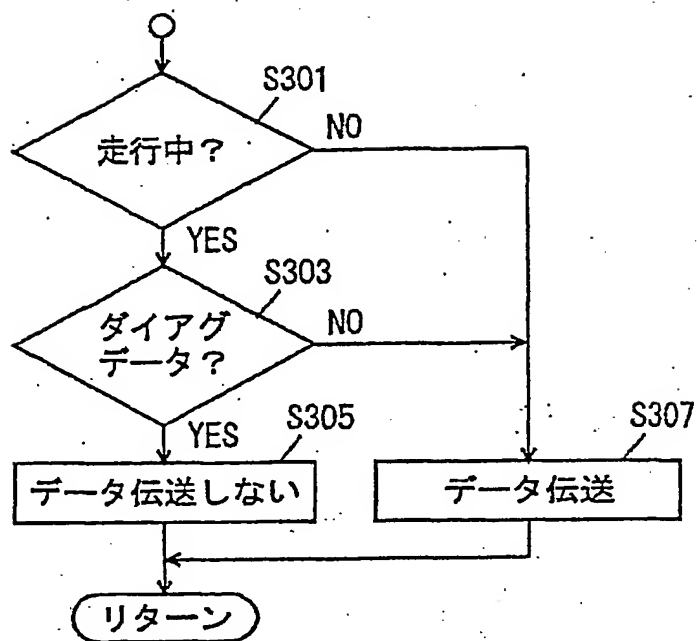 S301
走行中？
NO
YES
S303
ダイアグ
データ？
NO
YES
S305
S307
データ伝送しない
データ伝送
リターン